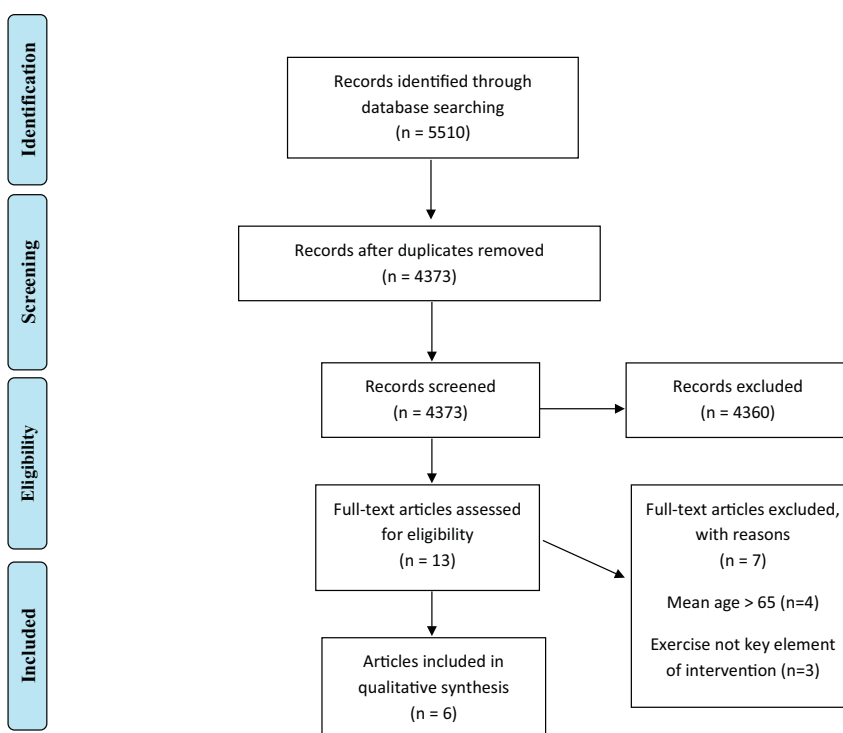 Identification
Records identified through
database searching
(n = 5510)
Screening
Records after duplicates removed
(n = 4373)
Records screened
(n = 4373)
Records excluded
(n = 4360)
Eligibility
Full-text articles assessed
for eligibility
(n = 13)
Full-text articles excluded,
with reasons
(n = 7)
Mean age > 65 (n=4)
Exercise not key element
of intervention (n=3)
Included
Articles included in
qualitative synthesis
(n = 6)